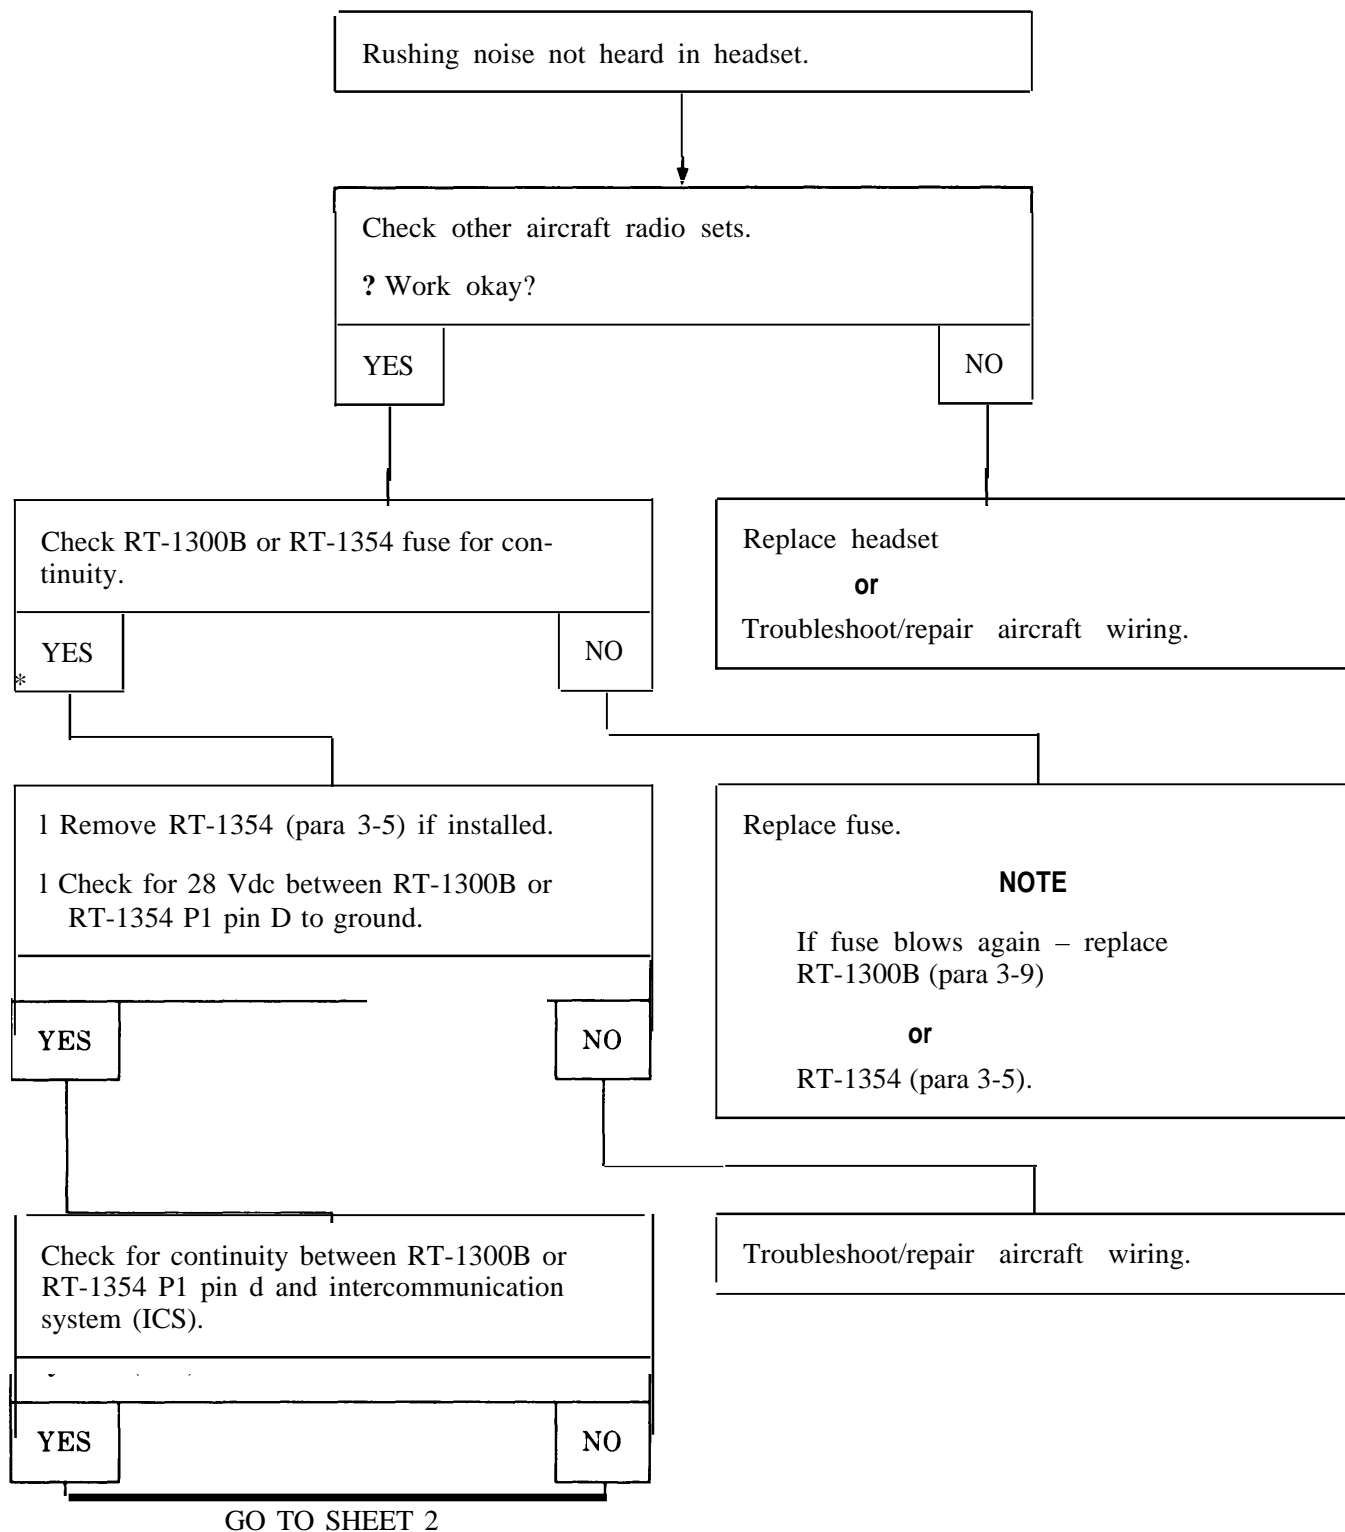 Rushing noise not heard in headset.
Check other aircraft radio sets.
? Work okay?
YES
NO
Check RT-1300B or RT-1354 fuse for con-
tinuity.
YES
*
NO
Replace headset
or
Troubleshoot/repair aircraft wiring.
l Remove RT-1354 (para 3-5) if installed.
l Check for 28 Vdc between RT-1300B or
RT-1354 P1 pin D to ground.
YES
NO
Replace fuse.
NOTE
If fuse blows again – replace
RT-1300B (para 3-9)
or
RT-1354 (para 3-5).
Check for continuity between RT-1300B or
RT-1354 P1 pin d and intercommunication
system (ICS).
YES
NO
Troubleshoot/repair aircraft wiring.
GO TO SHEET 2